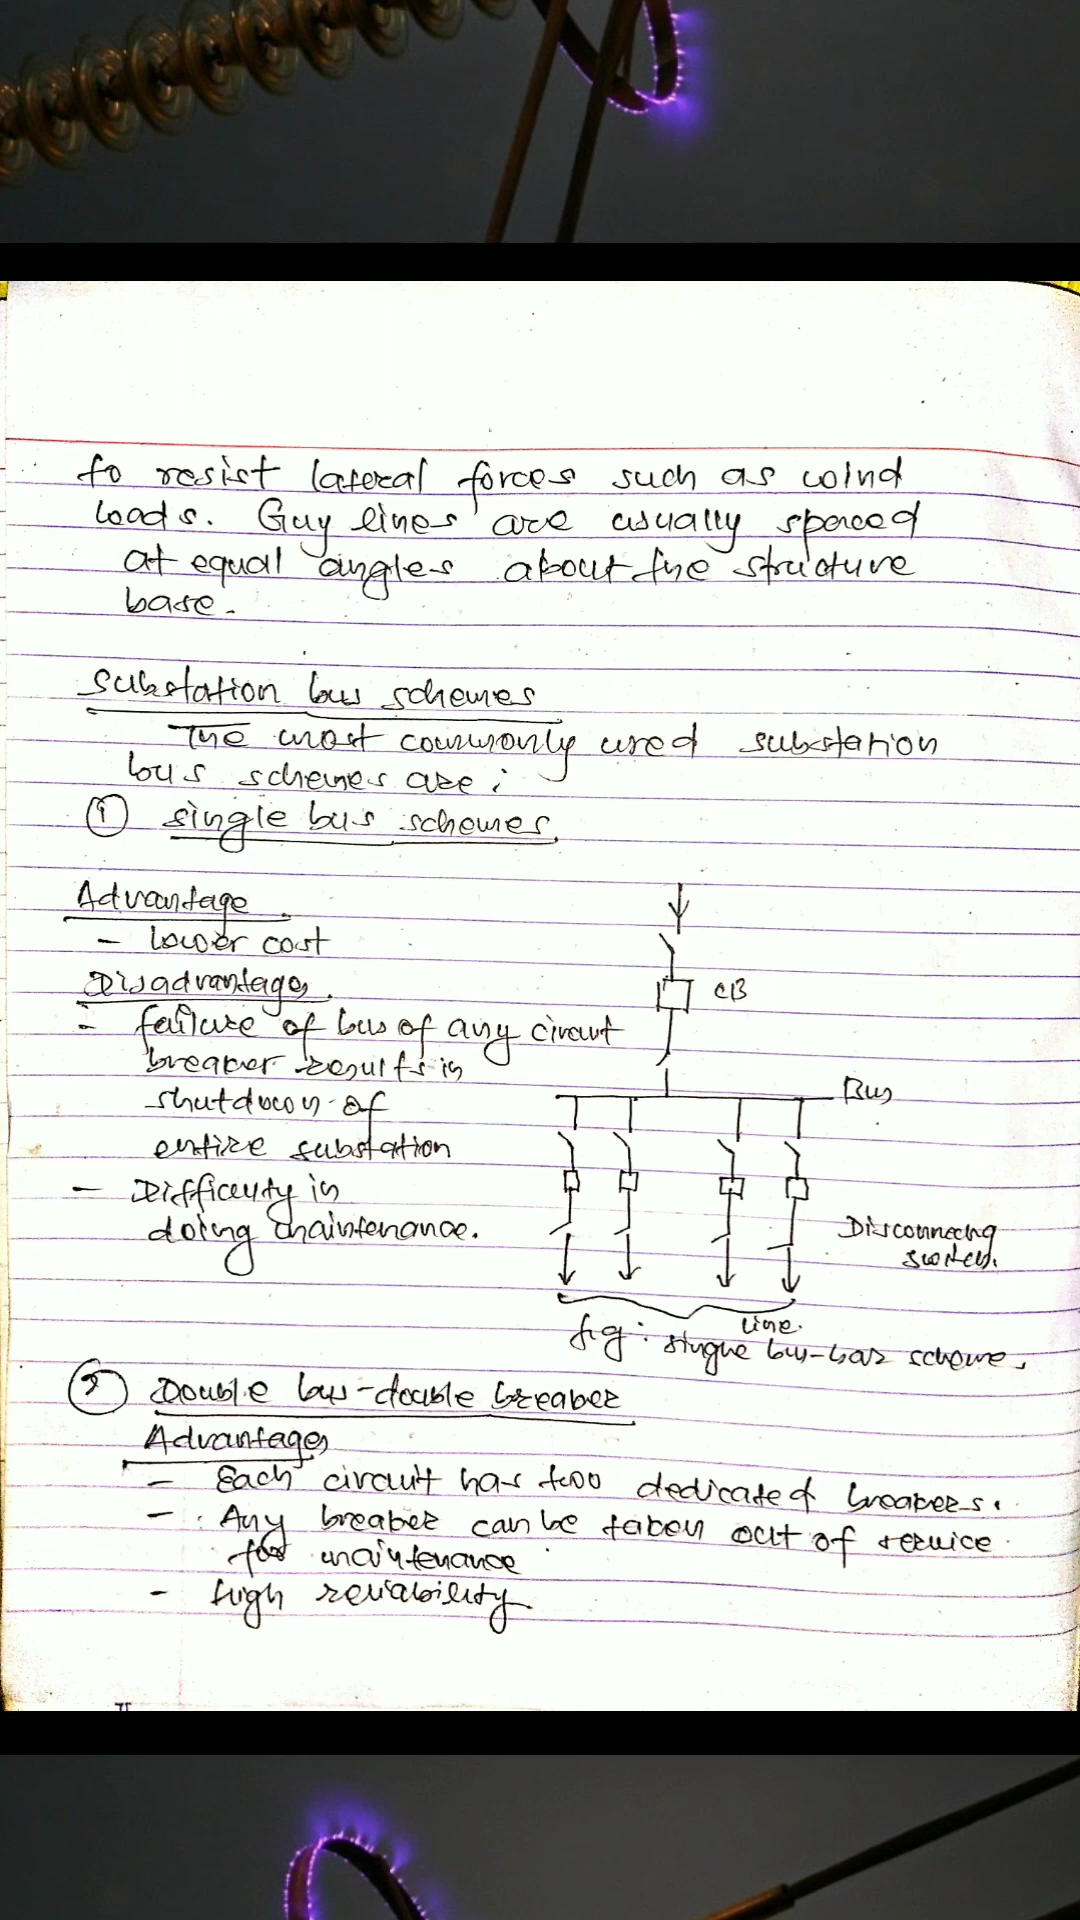 to resist lateral forces such as wind
loads. Guy lines are usually spaced
at equal angles about the structure
base.
Substation bus schemes
The most commonly used substation
bus schemes are:
① single bus schemes
Advantage
- lower cost
Disadvantages
- failure of bus of any circuit
breaker results in
shutdown of
entire substation
- Difficulty in
doing maintenance.
CB
Bus
Disconnecting
switch.
line.
fig: single bus-bar scheme.
② Double bus-double breaker
Advantages
- Each circuit has two dedicated breakers.
- Any breaker can be taken out of service
for maintenance
- high reliability